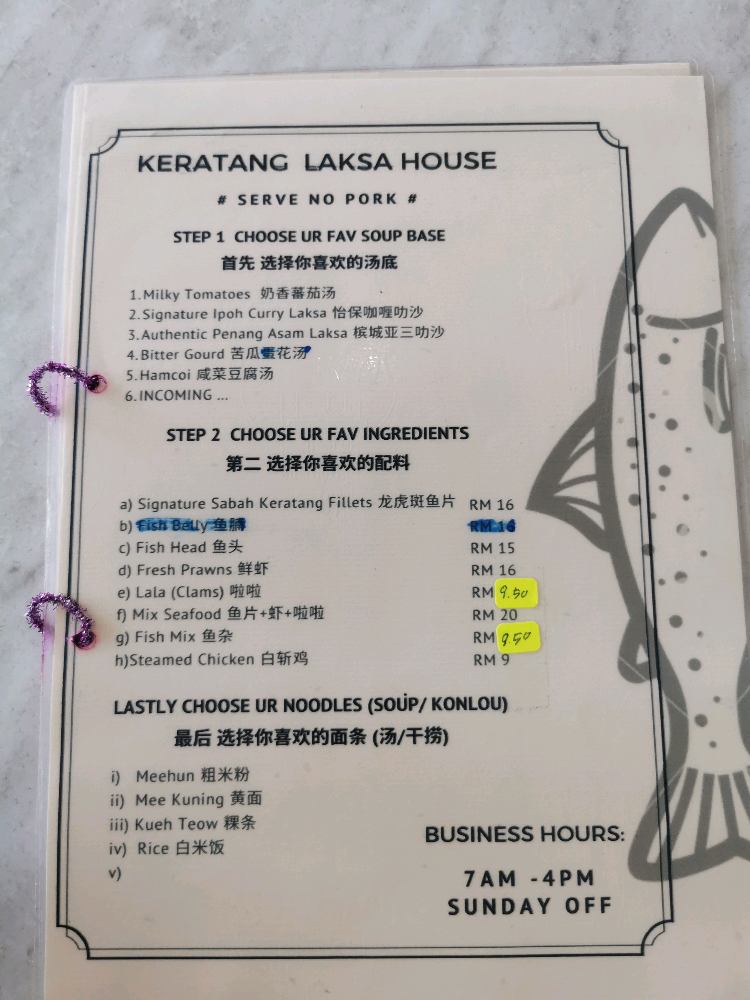 KERATANG LAKSA HOUSE
# SERVE NO PORK #
STEP 1 CHOOSE UR FAV SOUP BASE
首先 选择你喜欢的汤底
1.Milky Tomatoes 奶香蕃茄汤
2.Signature Ipoh Curry Laksa 怡保咖喱叻沙
3.Authentic Penang Asam Laksa 槟城亚三叻沙
4.Bitter Gourd 苦瓜蛋花汤
5.Hamcoi 咸菜豆腐汤
6.INCOMING ...
STEP 2 CHOOSE UR FAV INGREDIENTS
第二 选择你喜欢的配料
a) Signature Sabah Keratang Fillets 龙虎斑鱼片 RM 16
b) Fish Belly 鱼腩 RM 16
c) Fish Head 鱼头 RM 15
d) Fresh Prawns 鲜虾 RM 16
e) Lala (Clams) 啦啦 RM 9.50
f) Mix Seafood 鱼片+虾+啦啦 RM 20
g) Fish Mix 鱼杂 RM 9.50
h)Steamed Chicken 白斩鸡 RM 9
LASTLY CHOOSE UR NOODLES (SOUP/ KONLOU)
最后 选择你喜欢的面条 (汤/干捞)
i) Meehun 粗米粉
ii) Mee Kuning 黄面
iii) Kueh Teow 粿条
iv) Rice 白米饭
v)
BUSINESS HOURS:
7AM -4PM
SUNDAY OFF